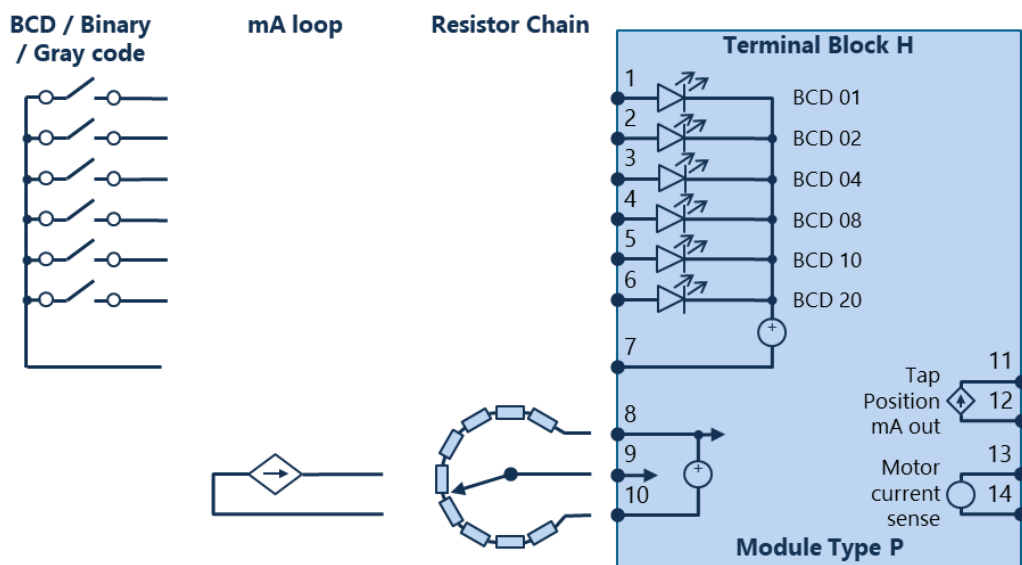 BCD / Binary
/ Gray code
mA loop
Resistor Chain
Terminal Block H
1
BCD 01
2
BCD 02
3
BCD 04
4
BCD 08
5
BCD 10
6
BCD 20
+
7
8
9
+
10
11
12
Tap
Position
mA out
13
14
Motor
current
sense
Module Type P